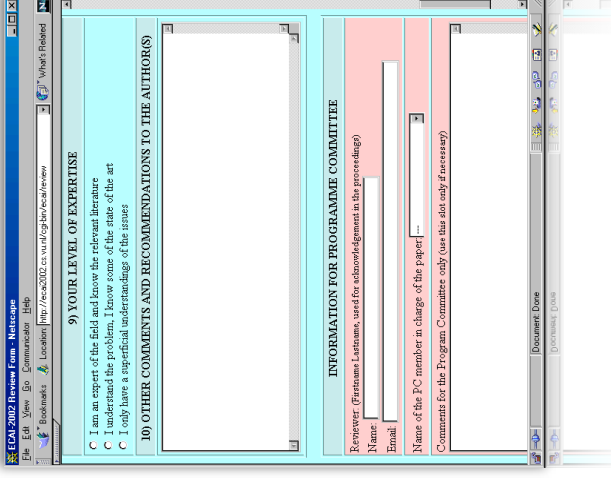 ECAI-2002 Review Form - Netscape
File Edit View Go Communicator Help
Bookmarks Location: http://ecai2002.cs.vu.nl/cgi-bin/ecai/review What's Related
9) YOUR LEVEL OF EXPERTISE
I am an expert of the field and know the relevant literature
I understand the problem, I know some of the state of the art
I only have a superficial understandings of the issues
10) OTHER COMMENTS AND RECOMMENDATIONS TO THE AUTHOR(S)
INFORMATION FOR PROGRAMME COMMITTEE
Reviewer: (Firstname Lastname, used for acknowledgement in the proceedings)
Name:
Email:
Name of the PC member in charge of the paper ---
Comments for the Program Committee only (use this slot only if necessary)
Document: Done
Document: Done